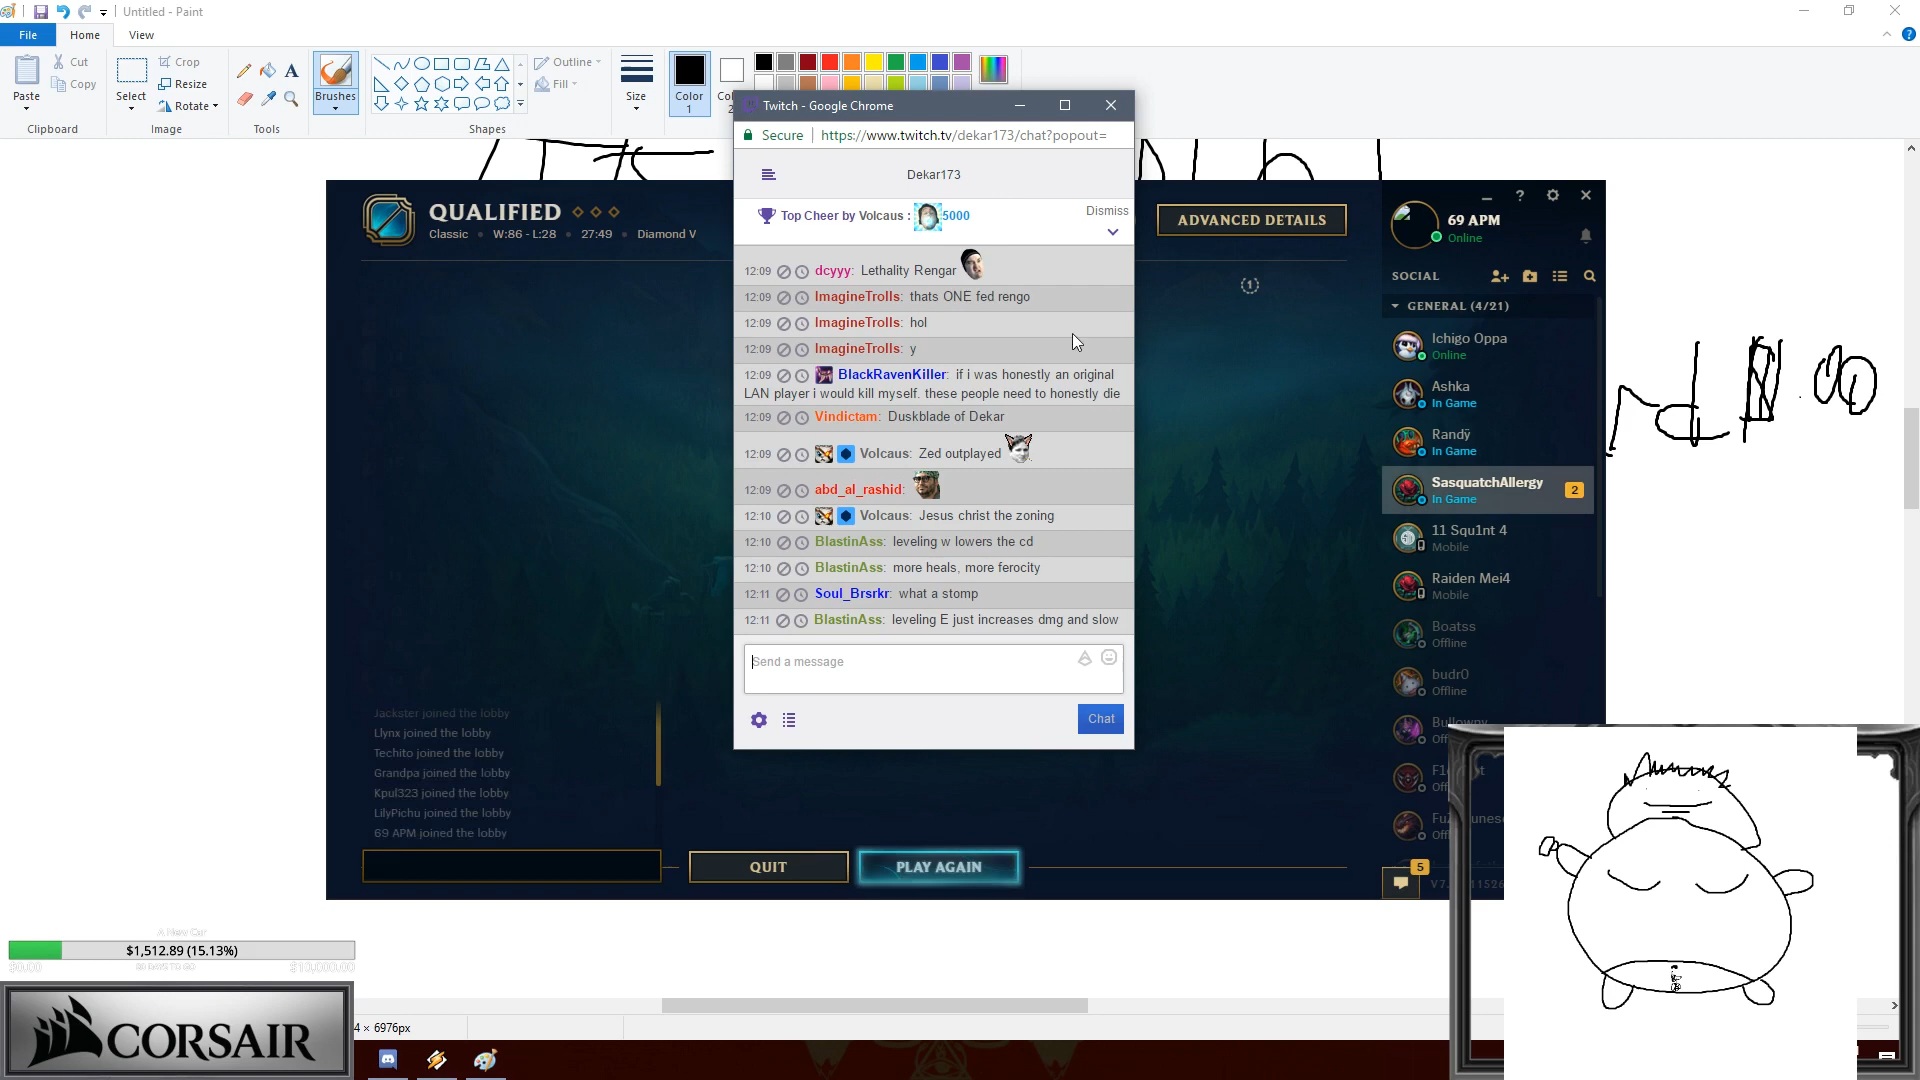 Untitled - Paint
File
Home
View
Paste
Cut
Copy
Clipboard
Select
Crop
Resize
Rotate
Image
Tools
Brushes
Shapes
Outline
Fill
Size
Color
1
Twitch - Google Chrome
Secure
https://www.twitch.tv/dekar173/chat?popout=
Dekar173
Top Cheer by Volcaus : 5000
Dismiss
12:09 dcyyy: Lethality Rengar
12:09 ImagineTrolls: thats ONE fed rengo
12:09 ImagineTrolls: hol
12:09 ImagineTrolls: y
12:09 BlackRavenKiller: if i was honestly an original
LAN player i would kill myself. these people need to honestly die
12:09 Vindictam: Duskblade of Dekar
12:09 Volcaus: Zed outplayed
12:09 abd_al_rashid:
12:10 Volcaus: Jesus christ the zoning
12:10 BlastinAss: leveling w lowers the cd
12:10 BlastinAss: more heals, more ferocity
12:11 Soul_Brsrkr: what a stomp
12:11 BlastinAss: leveling E just increases dmg and slow
Send a message
Chat
QUALIFIED
Classic • W:86 - L:28 • 27:49 • Diamond V
ADVANCED DETAILS
Jackster joined the lobby
Llynx joined the lobby
Techito joined the lobby
Grandpa joined the lobby
Kpul323 joined the lobby
LilyPichu joined the lobby
69 APM joined the lobby
QUIT
PLAY AGAIN
69 APM
Online
SOCIAL
GENERAL (4/21)
Ichigo Oppa
Online
Ashka
In Game
Randÿ
In Game
SasquatchAllergy
In Game
2
11 Squ1nt 4
Mobile
Raiden Mei4
Mobile
Boatss
Offline
budr0
Offline
5
A New Car
$1,512.89 (15.13%)
$0.00
$10,000.00
CORSAIR
4 × 6976px